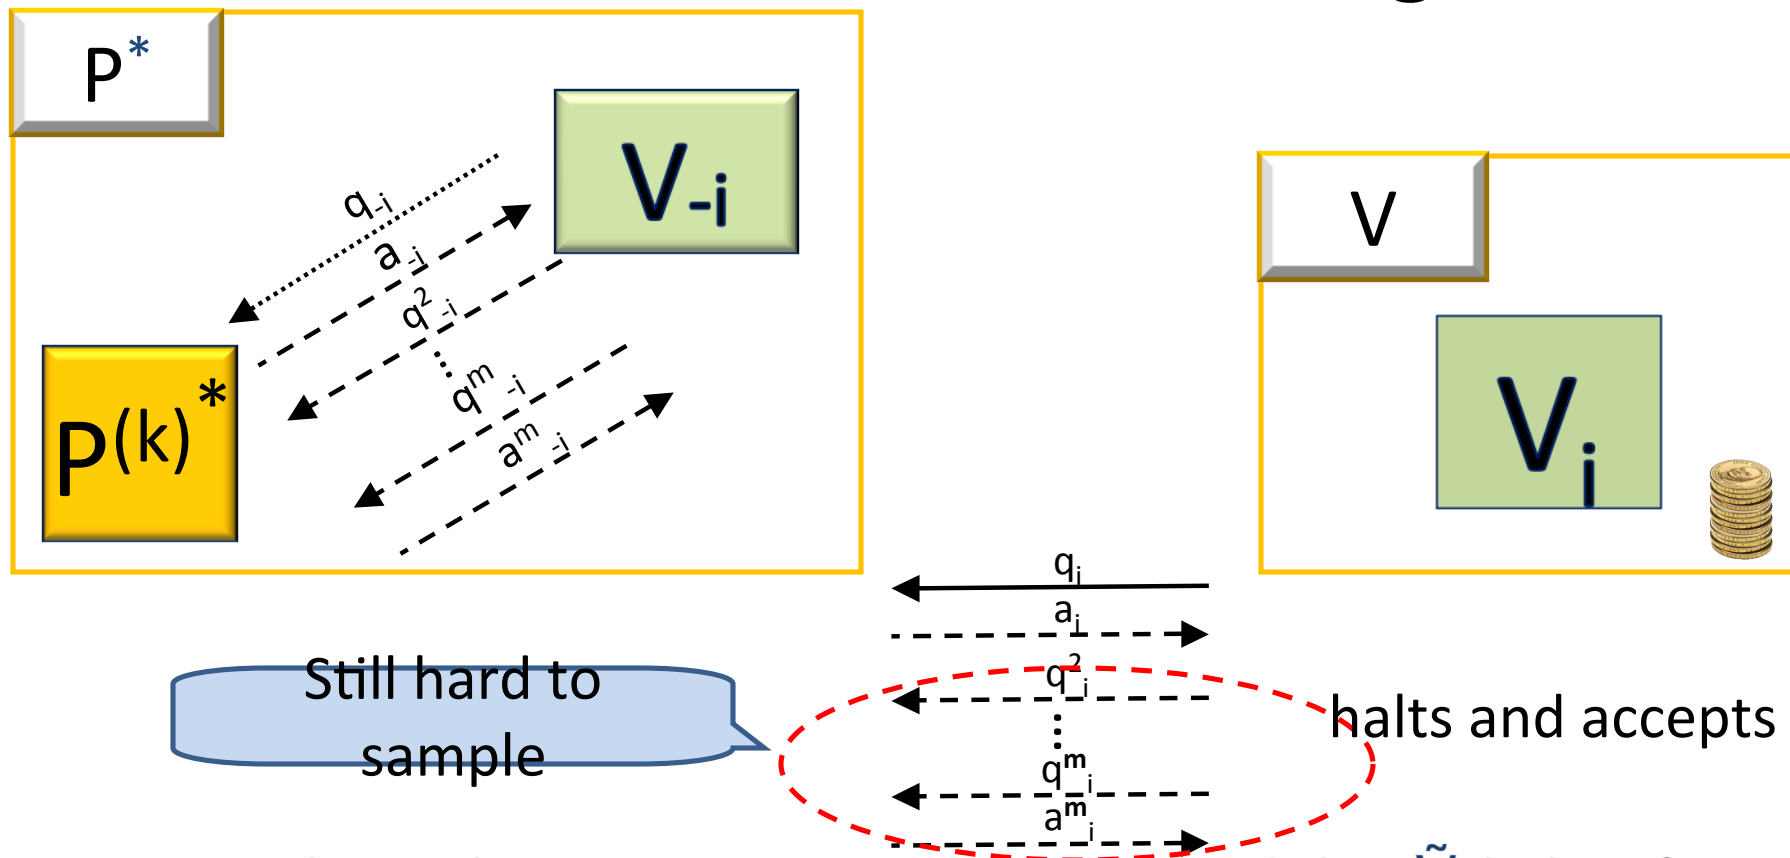 P*
V-i
q-i
a-i
q²-i
⋮
qᵐ-i
aᵐ-i
P(k)*
V
Vi
qi
ai
q²i
⋮
qᵐi
aᵐi
Still hard to
sample
halts and accepts